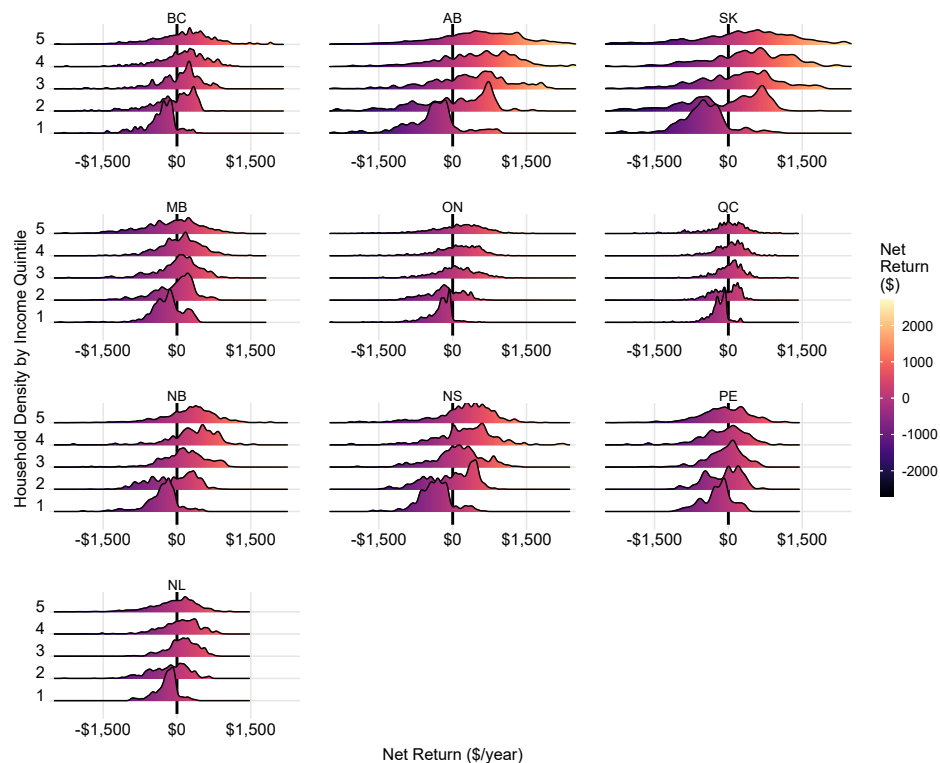 BC AB SK
5
4
3
2
1
-$1,500 $0 $1,500 -$1,500 $0 $1,500 -$1,500 $0 $1,500
MB ON QC
5
4
3
2
1
-$1,500 $0 $1,500 -$1,500 $0 $1,500 -$1,500 $0 $1,500
NB NS PE
5
4
3
2
1
-$1,500 $0 $1,500 -$1,500 $0 $1,500 -$1,500 $0 $1,500
NL
5
4
3
2
1
-$1,500 $0 $1,500
Net Return ($/year)
Household Density by Income Quintile
Net
Return
($)
2000
1000
0
-1000
-2000